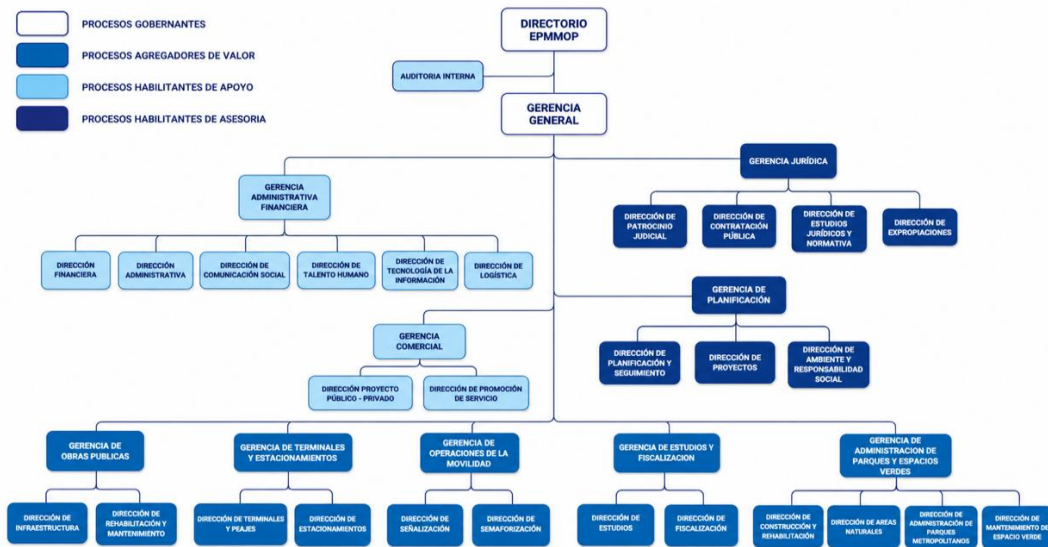 PROCESOS GOBERNANTES
PROCESOS AGREGADORES DE VALOR
PROCESOS HABILITANTES DE APOYO
PROCESOS HABILITANTES DE ASESORIA
DIRECTORIO
EPMMOP
AUDITORIA INTERNA
GERENCIA
GENERAL
GERENCIA JURÍDICA
DIRECCIÓN DE
PATROCINIO
JUDICIAL
DIRECCIÓN DE
CONTRATACIÓN
PÚBLICA
DIRECCIÓN DE
ESTUDIOS
JURÍDICOS Y
NORMATIVA
DIRECCIÓN DE
EXPROPIACIONES
GERENCIA
ADMINISTRATIVA
FINANCIERA
DIRECCIÓN
FINANCIERA
DIRECCIÓN
ADMINISTRATIVA
DIRECCIÓN DE
COMUNICACIÓN SOCIAL
DIRECCIÓN DE
TALENTO HUMANO
DIRECCIÓN DE
TECNOLOGÍA DE LA
INFORMACIÓN
DIRECCIÓN DE
LOGÍSTICA
GERENCIA DE
PLANIFICACIÓN
DIRECCIÓN DE
PLANIFICACIÓN Y
SEGUIMIENTO
DIRECCIÓN DE
PROYECTOS
DIRECCIÓN DE
AMBIENTE Y
RESPONSABILIDAD
SOCIAL
GERENCIA
COMERCIAL
DIRECCIÓN PROYECTO
PÚBLICO - PRIVADO
DIRECCIÓN DE PROMOCIÓN
DE SERVICIO
GERENCIA DE
OBRAS PUBLICAS
DIRECCIÓN DE
INFRAESTRUCTURA
DIRECCIÓN DE
REHABILITACIÓN Y
MANTENIMIENTO
GERENCIA DE TERMINALES
Y ESTACIONAMIENTOS
DIRECCIÓN DE TERMINALES
Y PEAJES
DIRECCIÓN DE
ESTACIONAMIENTOS
GERENCIA DE
OPERACIONES DE LA
MOVILIDAD
DIRECCIÓN DE
SEÑALIZACIÓN
DIRECCIÓN DE
SEMAFORIZACIÓN
GERENCIA DE ESTUDIOS Y
FISCALIZACION
DIRECCIÓN DE
ESTUDIOS
DIRECCIÓN DE
FISCALIZACIÓN
GERENCIA DE
ADMINISTRACION DE
PARQUES Y ESPACIOS
VERDES
DIRECCIÓN DE
CONSTRUCCIÓN Y
REHABILITACIÓN
DIRECCIÓN DE AREAS
NATURALES
DIRECCIÓN DE
ADMINISTRACIÓN DE
PARQUES
METROPOLITANOS
DIRECCIÓN DE
MANTENIMIENTO DE
ESPACIO VERDE